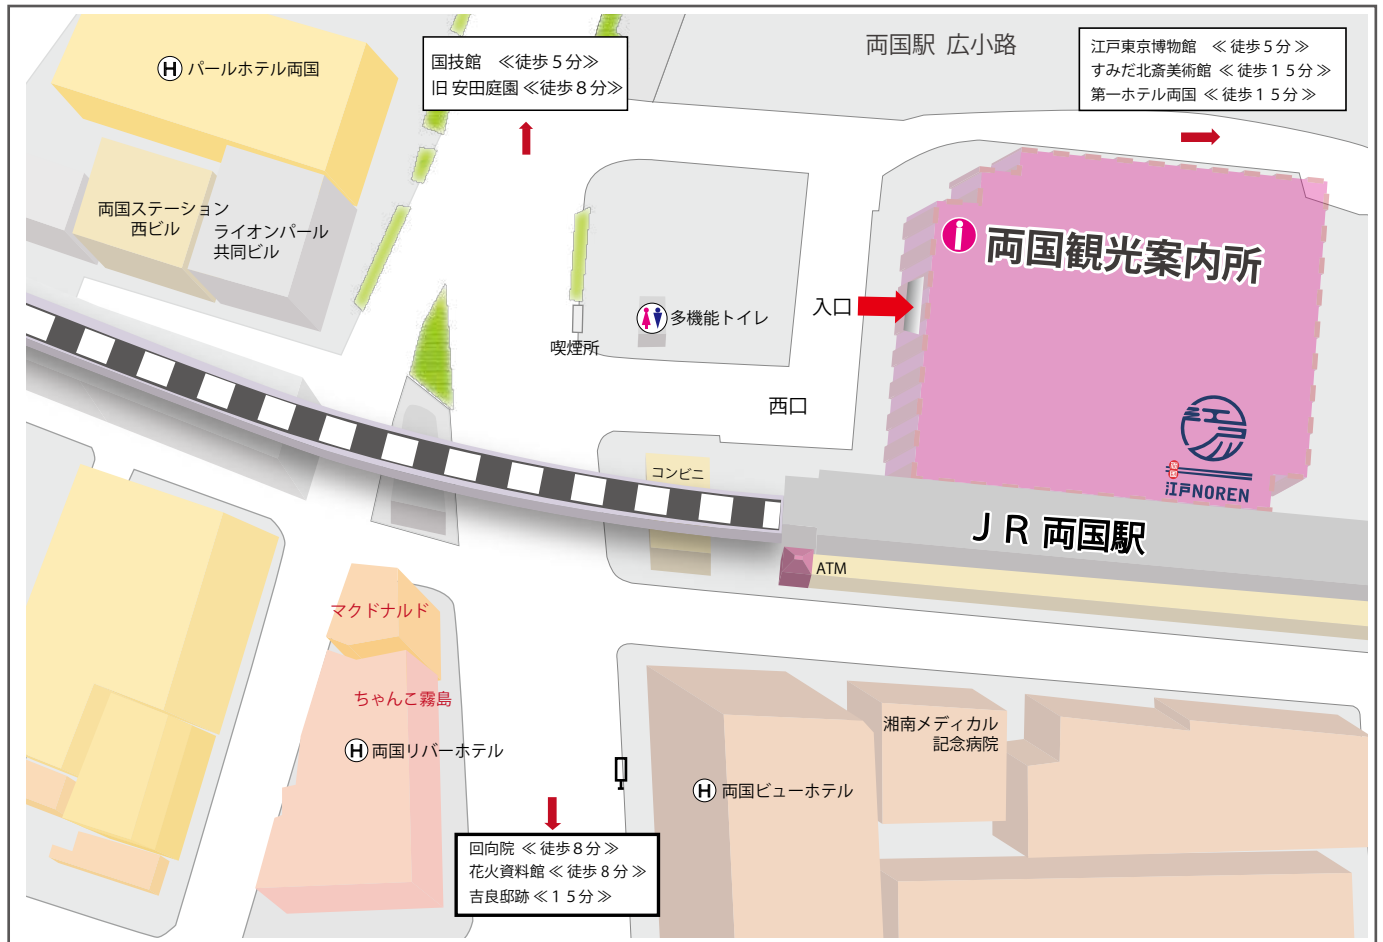 両国駅 広小路
国技館 ≪徒歩５分≫
旧 安田庭園 ≪徒歩８分≫
江戸東京博物館 ≪ 徒歩５分 ≫
すみだ北斎美術館 ≪ 徒歩１５分 ≫
第一ホテル両国 ≪ 徒歩１５分 ≫
H パールホテル両国
両国ステーション
西ビル
ライオンパール
共同ビル
i 両国観光案内所
入口
多機能トイレ
喫煙所
西口
コンビニ
江戸
両国
江戸NOREN
ＪＲ 両国駅
ATM
マクドナルド
ちゃんこ霧島
H 両国リバーホテル
湘南メディカル
記念病院
H 両国ビューホテル
回向院 ≪ 徒歩８分 ≫
花火資料館 ≪ 徒歩８分 ≫
吉良邸跡 ≪１５分 ≫